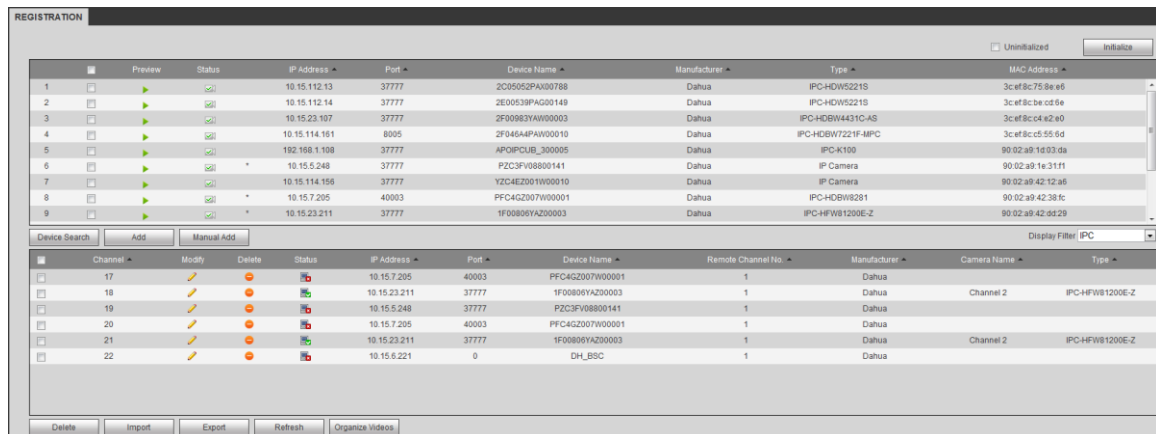 REGISTRATION
Uninitialized Initialize
Preview Status IP Address Port Device Name Manufacturer Type MAC Address
1 10.15.112.13 37777 2C05052PAX00788 Dahua IPC-HDW5221S 3c:ef:8c:75:8e:e6
2 10.15.112.14 37777 2E00539PAG00149 Dahua IPC-HDW5221S 3c:ef:8c:be:cd:6e
3 10.15.23.107 37777 2F00983YAW00003 Dahua IPC-HDBW4431C-AS 3c:ef:8c:c4:e2:e0
4 10.15.114.161 8005 2F046A4PAW00010 Dahua IPC-HDBW7221F-MPC 3c:ef:8c:c5:55:6d
5 192.168.1.108 37777 APOIPCUB_300005 Dahua IPC-K100 90:02:a9:1d:03:da
6 * 10.15.5.248 37777 PZC3FV08800141 Dahua IP Camera 90:02:a9:1e:31:f1
7 10.15.114.156 37777 YZC4EZ001W00010 Dahua IP Camera 90:02:a9:42:12:a6
8 * 10.15.7.205 40003 PFC4GZ007W00001 Dahua IPC-HDBW8281 90:02:a9:42:38:fc
9 * 10.15.23.211 37777 1F00806YAZ00003 Dahua IPC-HFW81200E-Z 90:02:a9:42:dd:29
Device Search Add Manual Add Display Filter IPC
Channel Modify Delete Status IP Address Port Device Name Remote Channel No. Manufacturer Camera Name Type
17 10.15.7.205 40003 PFC4GZ007W00001 1 Dahua
18 10.15.23.211 37777 1F00806YAZ00003 1 Dahua Channel 2 IPC-HFW81200E-Z
19 10.15.5.248 37777 PZC3FV08800141 1 Dahua
20 10.15.7.205 40003 PFC4GZ007W00001 1 Dahua
21 10.15.23.211 37777 1F00806YAZ00003 1 Dahua Channel 2 IPC-HFW81200E-Z
22 10.15.6.221 0 DH_BSC 1 Dahua
Delete Import Export Refresh Organize Videos